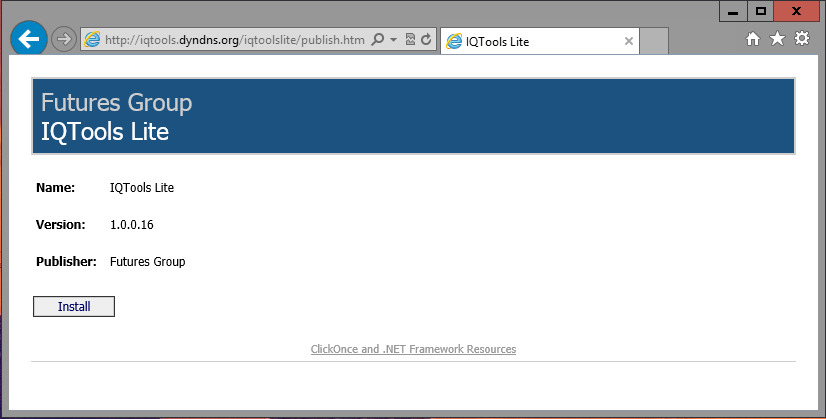 http://iqtools.dyndns.org/iqtoolslite/publish.htm
IQTools Lite
Futures Group
IQTools Lite
Name: IQTools Lite
Version: 1.0.0.16
Publisher: Futures Group
Install
ClickOnce and .NET Framework Resources